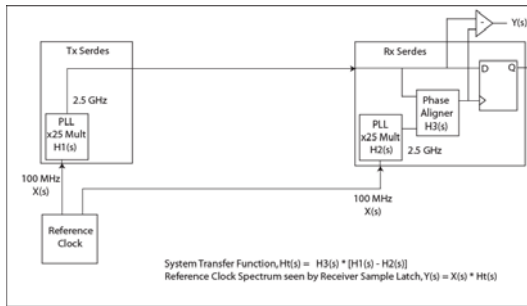 Tx Serdes
2.5 GHz
PLL
x25 Mult
H1(s)
100 MHz
X(s)
Reference
Clock
Rx Serdes
Y(s)
-
D
Q
Phase
Aligner
H3(s)
PLL
x25 Mult
H2(s)
2.5 GHz
100 MHz
X(s)
System Transfer Function, Ht(s) = H3(s) * [H1(s) - H2(s)]
Reference Clock Spectrum seen by Receiver Sample Latch, Y(s) = X(s) * Ht(s)